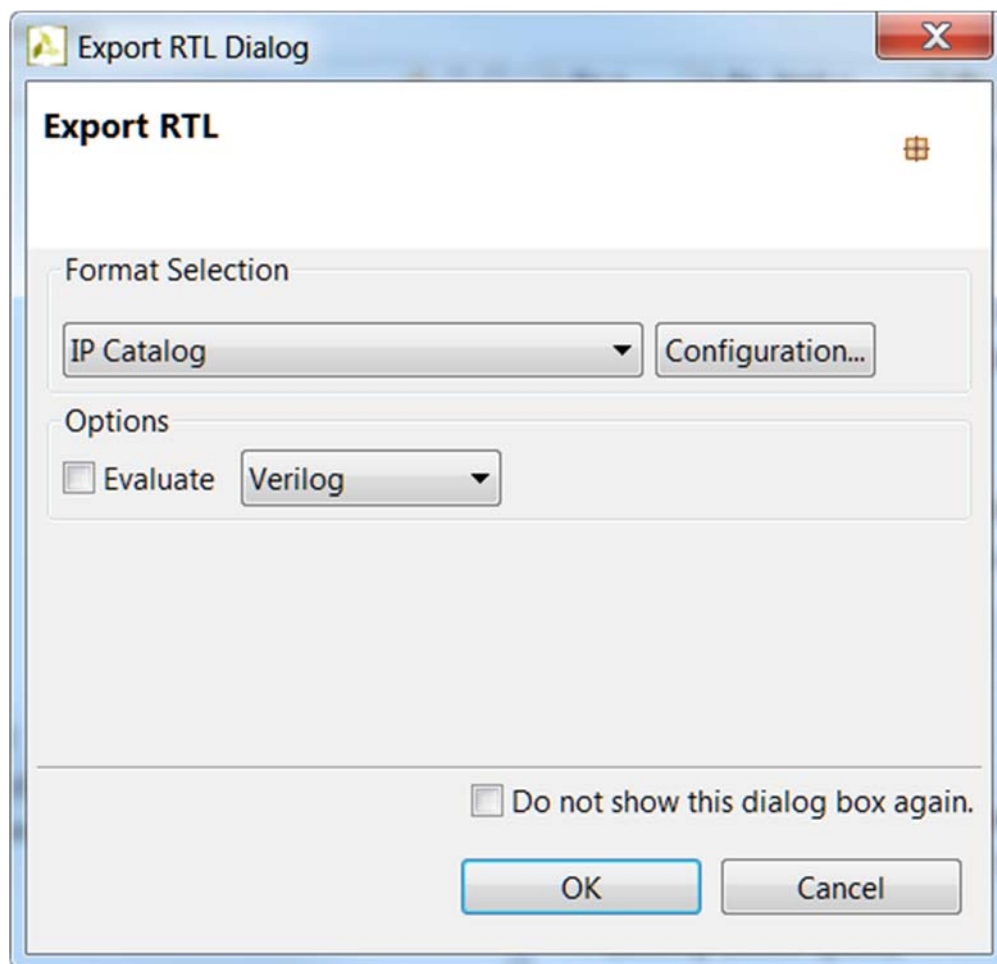 Export RTL Dialog
Export RTL
Format Selection
IP Catalog
Configuration...
Options
Evaluate
Verilog
Do not show this dialog box again.
OK
Cancel